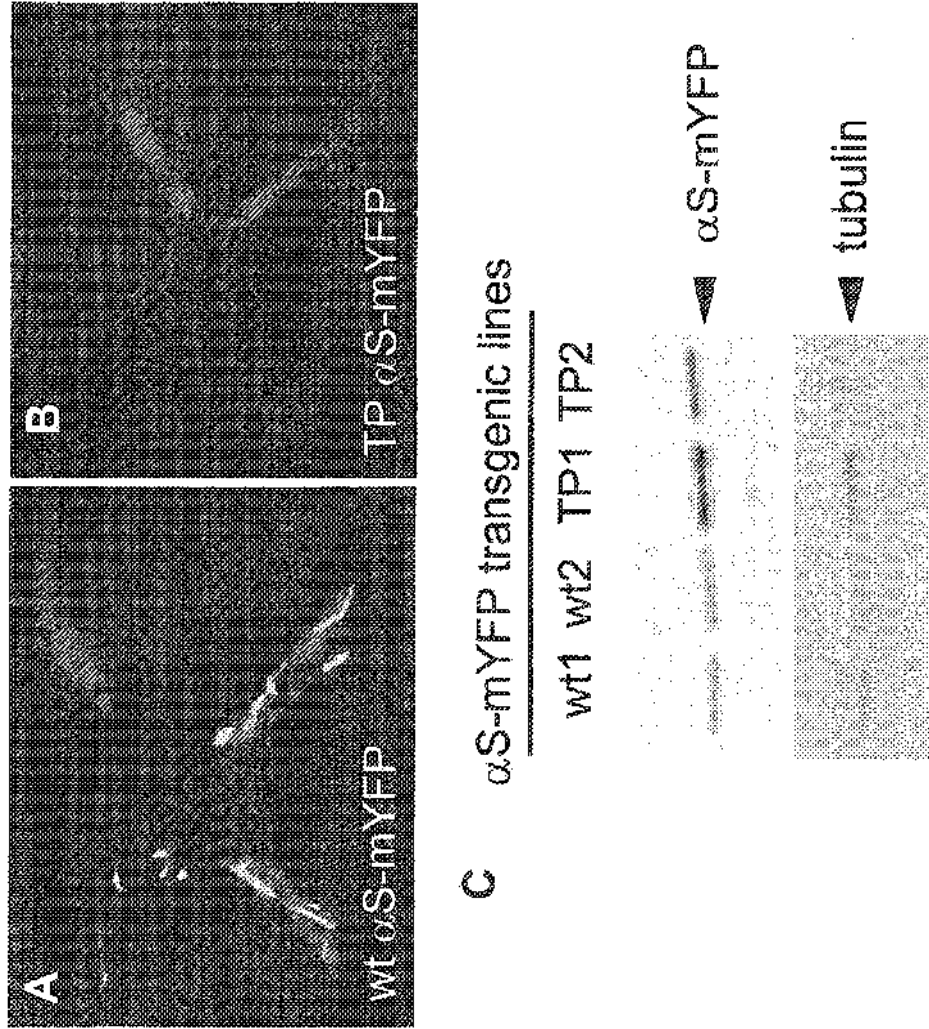 A
wt αS-mYFP
B
TP αS-mYFP
C
αS-mYFP transgenic lines
wt1 wt2 TP1 TP2
αS-mYFP
tubulin